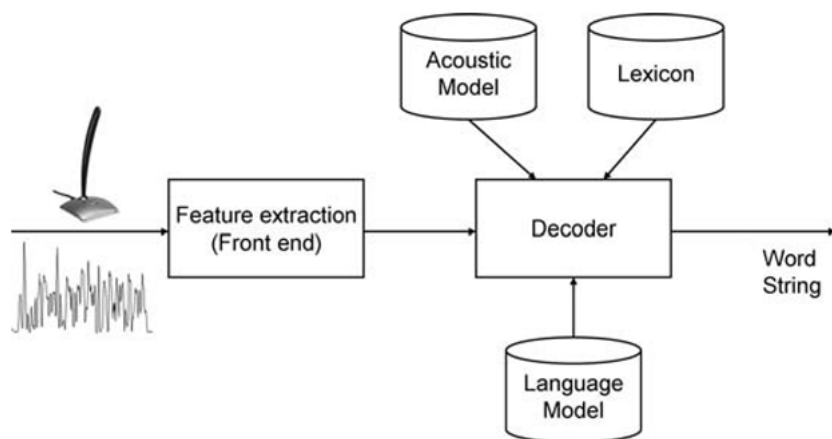 Acoustic
Model
Lexicon
Feature extraction
(Front end)
Decoder
Word
String
Language
Model